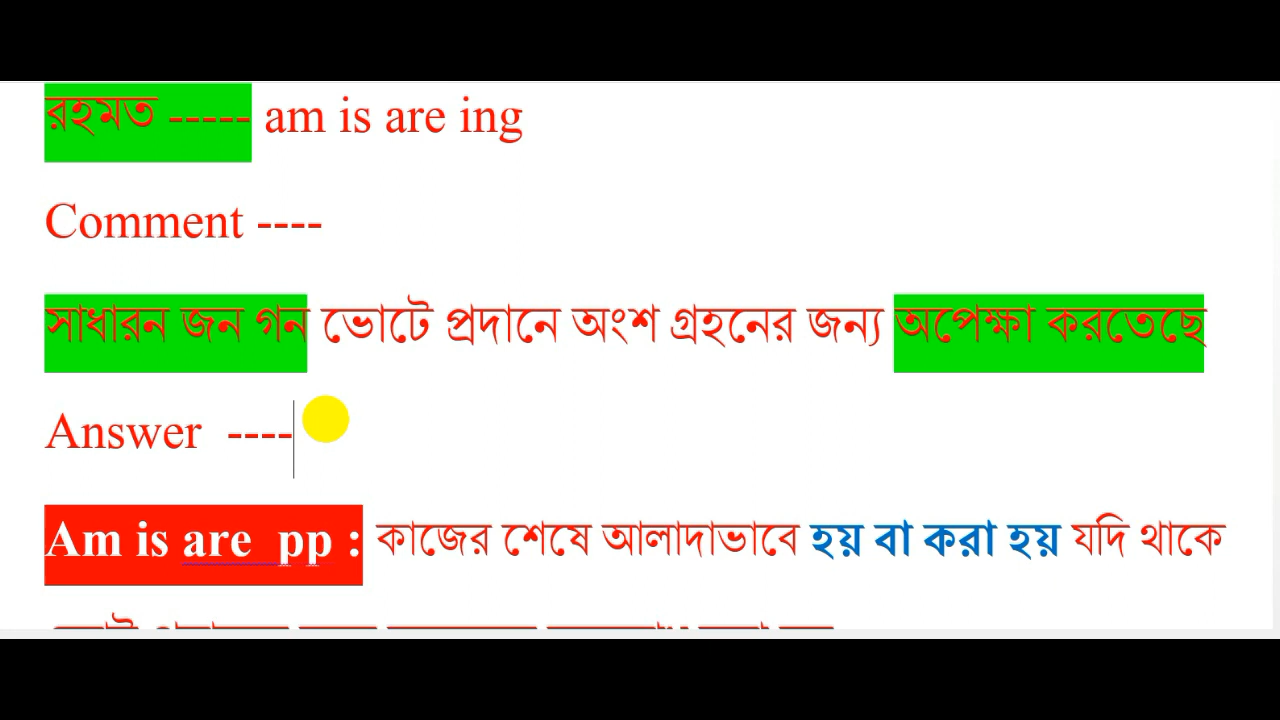 রহমত ----- am is are ing
Comment ----
সাধারন জন গন ভোটে প্রদানে অংশ গ্রহনের জন্য অপেক্ষা করতেছে
Answer ----
Am is are pp : কাজের শেষে আলাদাভাবে হয় বা করা হয় যদি থাকে